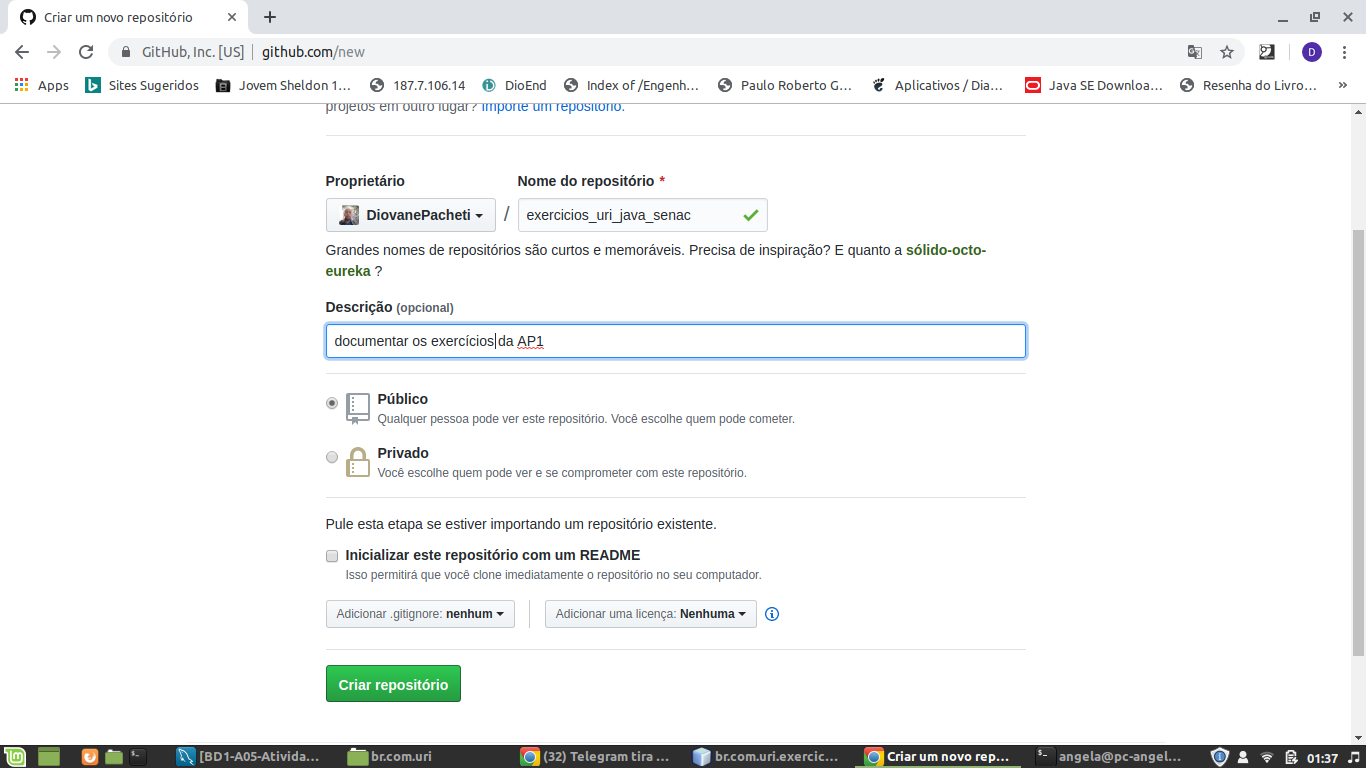 Criar um novo repositório
GitHub, Inc. [US] github.com/new
D
Apps Sites Sugeridos Jovem Sheldon 1... 187.7.106.14 DioEnd Index of /Engenh... Paulo Roberto G... Aplicativos / Dia... Java SE Downloa... Resenha do Livro... »
projetos em outro lugar? Importe um repositório.
Proprietário Nome do repositório *
DiovanePacheti / exercicios_uri_java_senac
Grandes nomes de repositórios são curtos e memoráveis. Precisa de inspiração? E quanto a sólido-octo-
eureka ?
Descrição (opcional)
documentar os exercícios da AP1
Público
Qualquer pessoa pode ver este repositório. Você escolhe quem pode cometer.
Privado
Você escolhe quem pode ver e se comprometer com este repositório.
Pule esta etapa se estiver importando um repositório existente.
Inicializar este repositório com um README
Isso permitirá que você clone imediatamente o repositório no seu computador.
Adicionar .gitignore: nenhum Adicionar uma licença: Nenhuma
Criar repositório
[BD1-A05-Ativida... br.com.uri (32) Telegram tira ... br.com.uri.exercic... Criar um novo rep... angela@pc-angel... 01:37